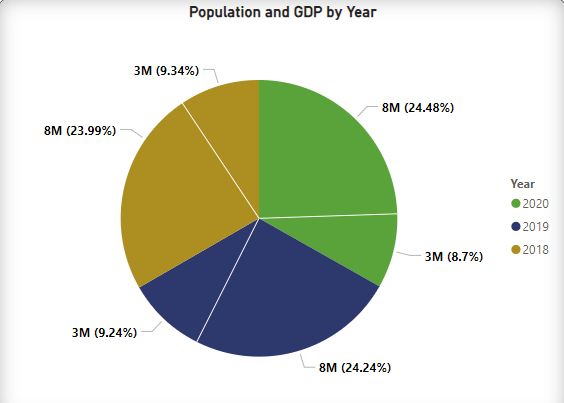 Population and GDP by Year
3M (9.34%)
8M (24.48%)
8M (23.99%)
Year
2020
2019
2018
3M (8.7%)
3M (9.24%)
8M (24.24%)